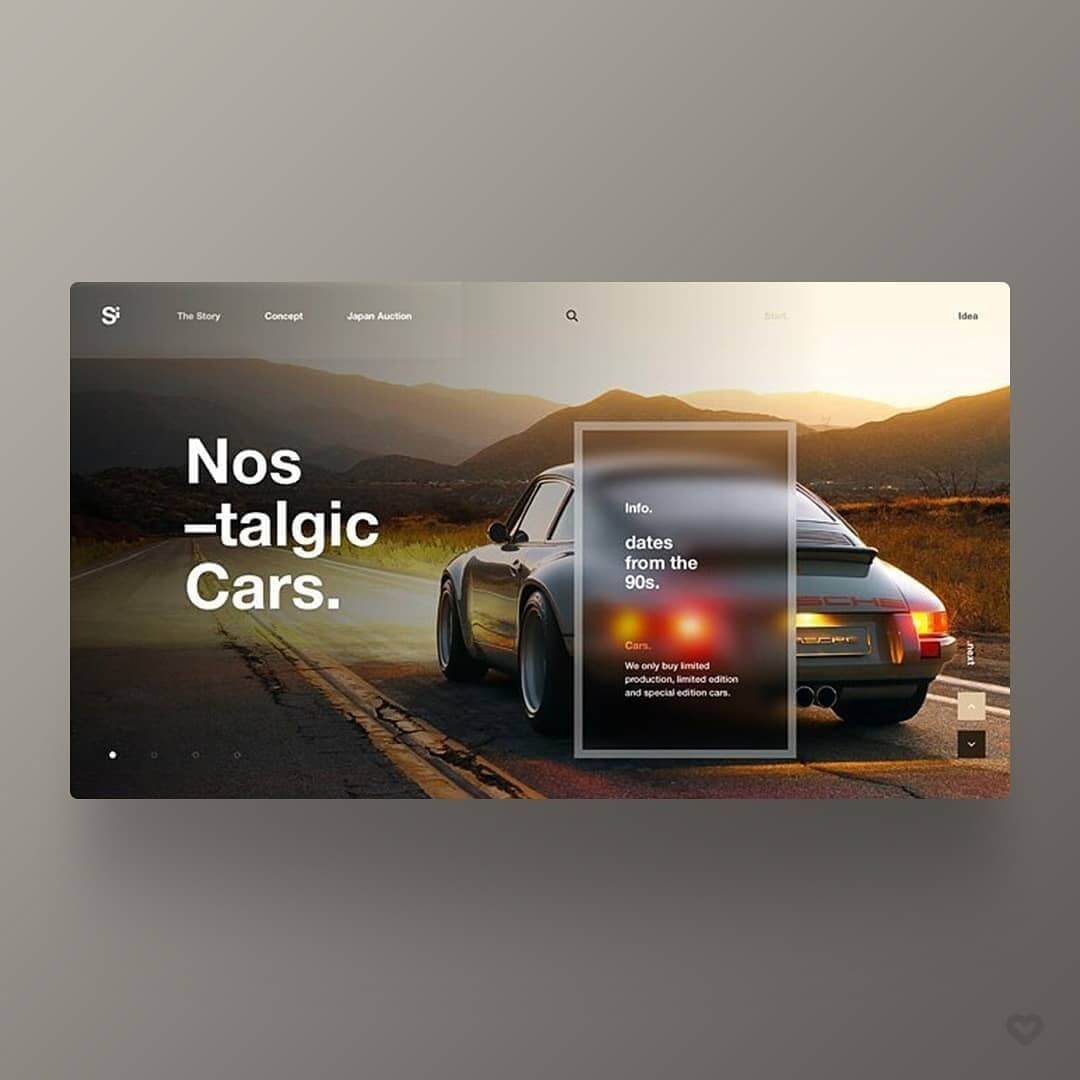 Si
The Story
Concept
Japan Auction
Start.
Idea
Nos
–talgic
Cars.
Info.
dates
from the
90s.
Cars.
We only buy limited
production, limited edition
and special edition cars.
PORSCHE
.next